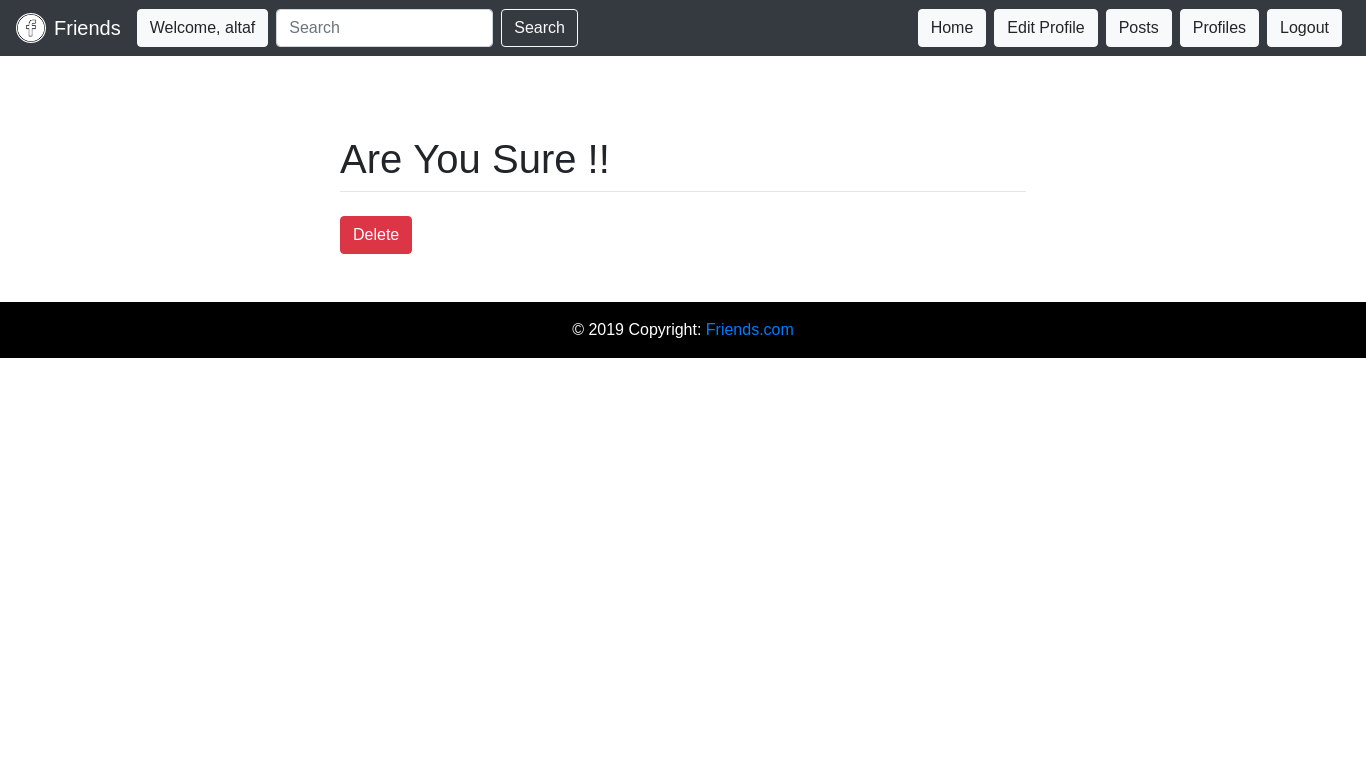 Friends Welcome, altaf Search Search Home Edit Profile Posts Profiles Logout
Are You Sure !!
Delete
© 2019 Copyright: Friends.com